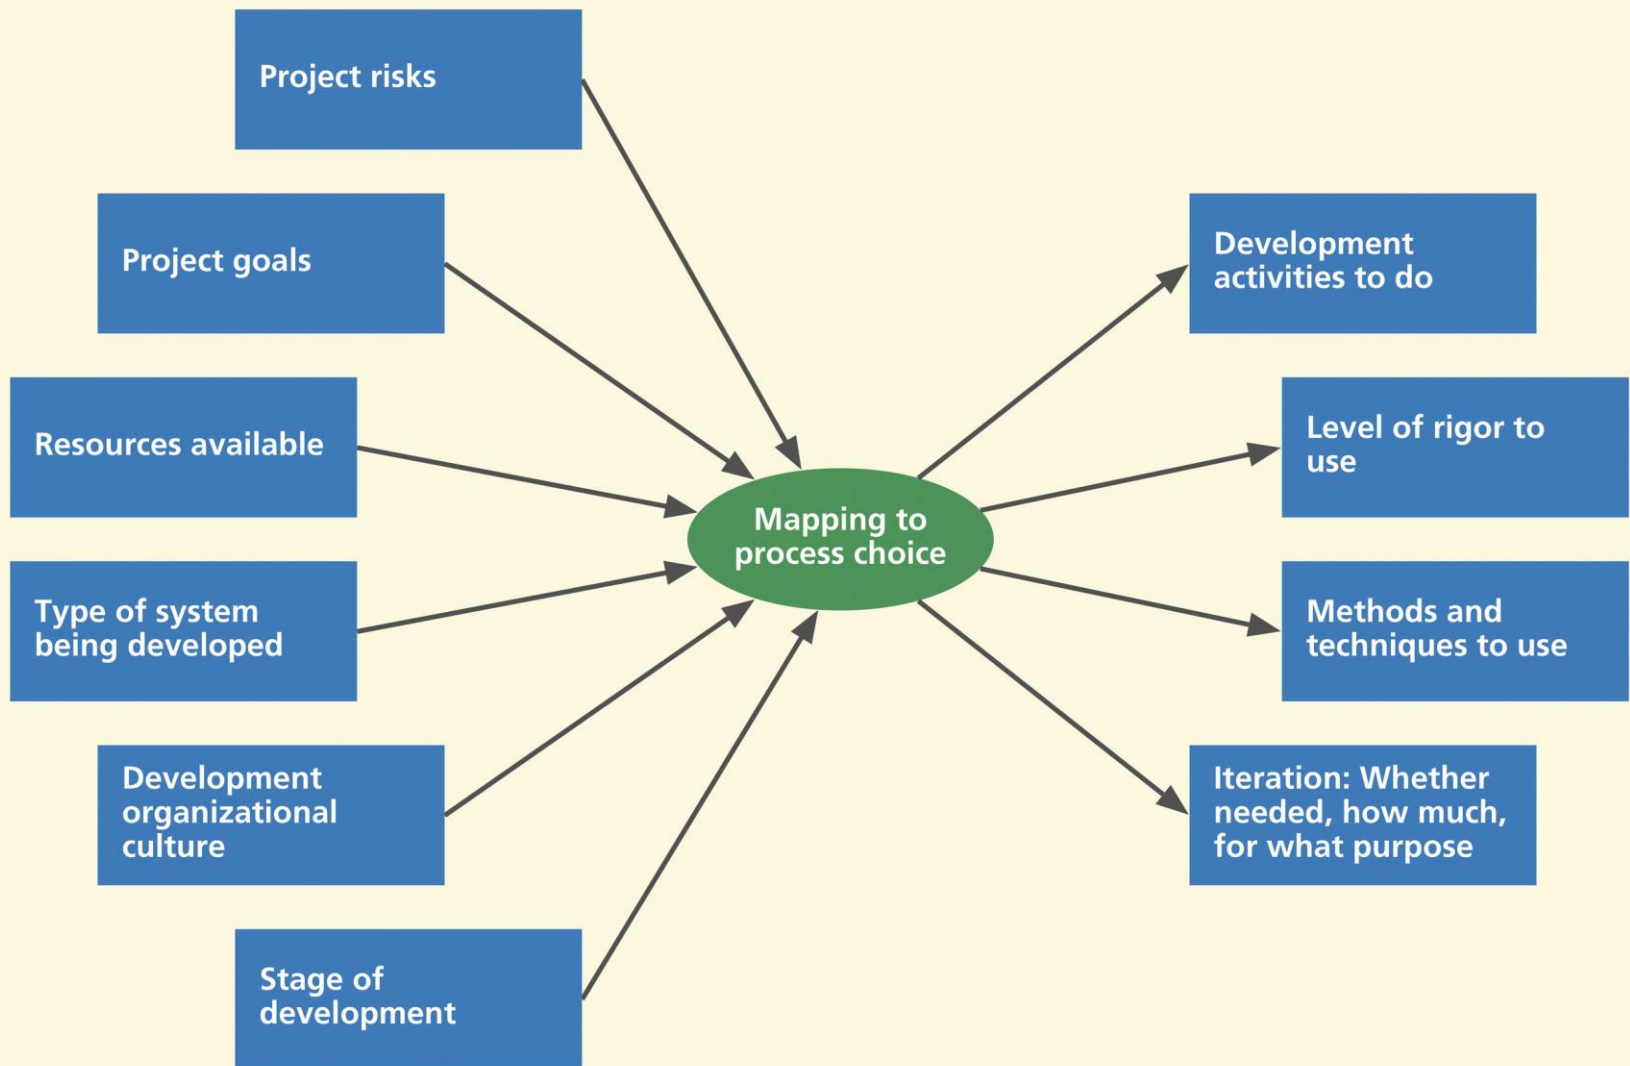 Project risks
Project goals
Resources available
Type of system
being developed
Development
organizational
culture
Stage of
development
Mapping to
process choice
Development
activities to do
Level of rigor to
use
Methods and
techniques to use
Iteration: Whether
needed, how much,
for what purpose